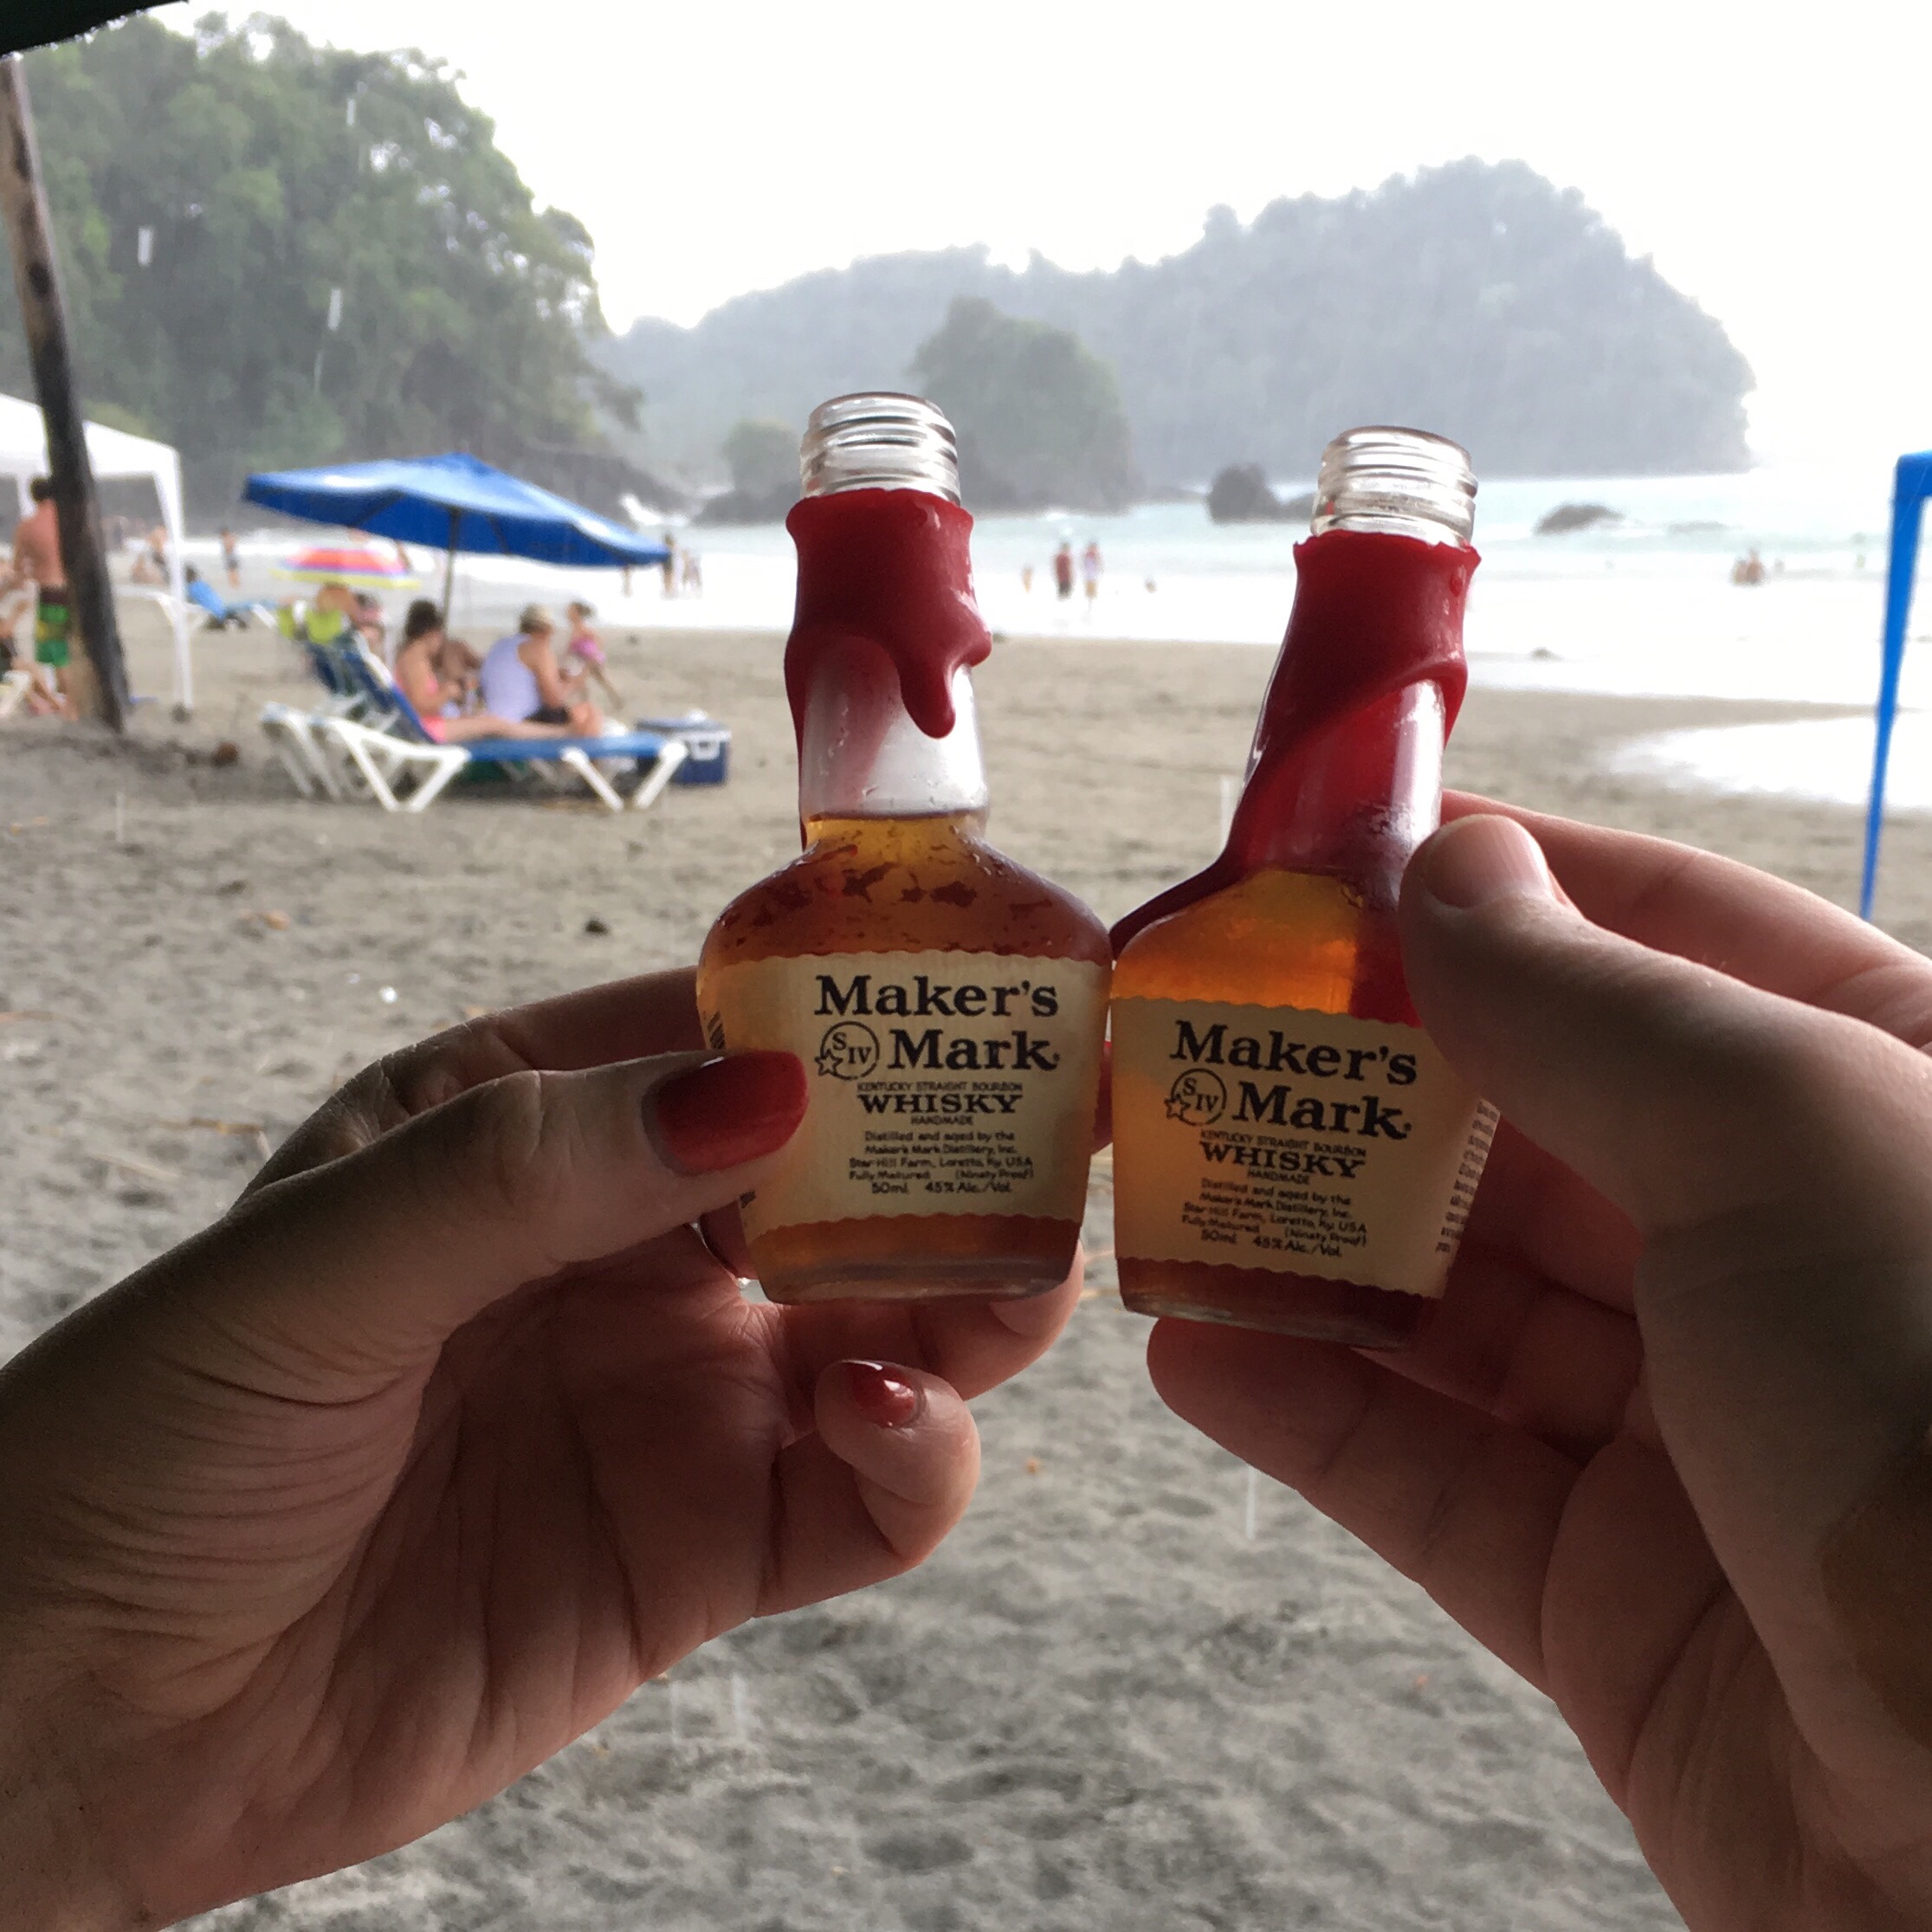 Maker's
SIV Mark
KENTUCKY STRAIGHT BOURBON
WHISKY
HANDMADE
Distilled and aged by the
Maker's Mark Distillery, Inc.
Star Hill Farm, Loretto, Ky. USA
Fully Matured (Ninety Proof)
50ml. 45% Alc./Vol.
Maker's
SIV Mark
KENTUCKY STRAIGHT BOURBON
WHISKY
HANDMADE
Distilled and aged by the
Maker's Mark Distillery, Inc.
Star Hill Farm, Loretto, Ky. USA
Fully Matured (Ninety Proof)
50ml. 45% Alc./Vol.